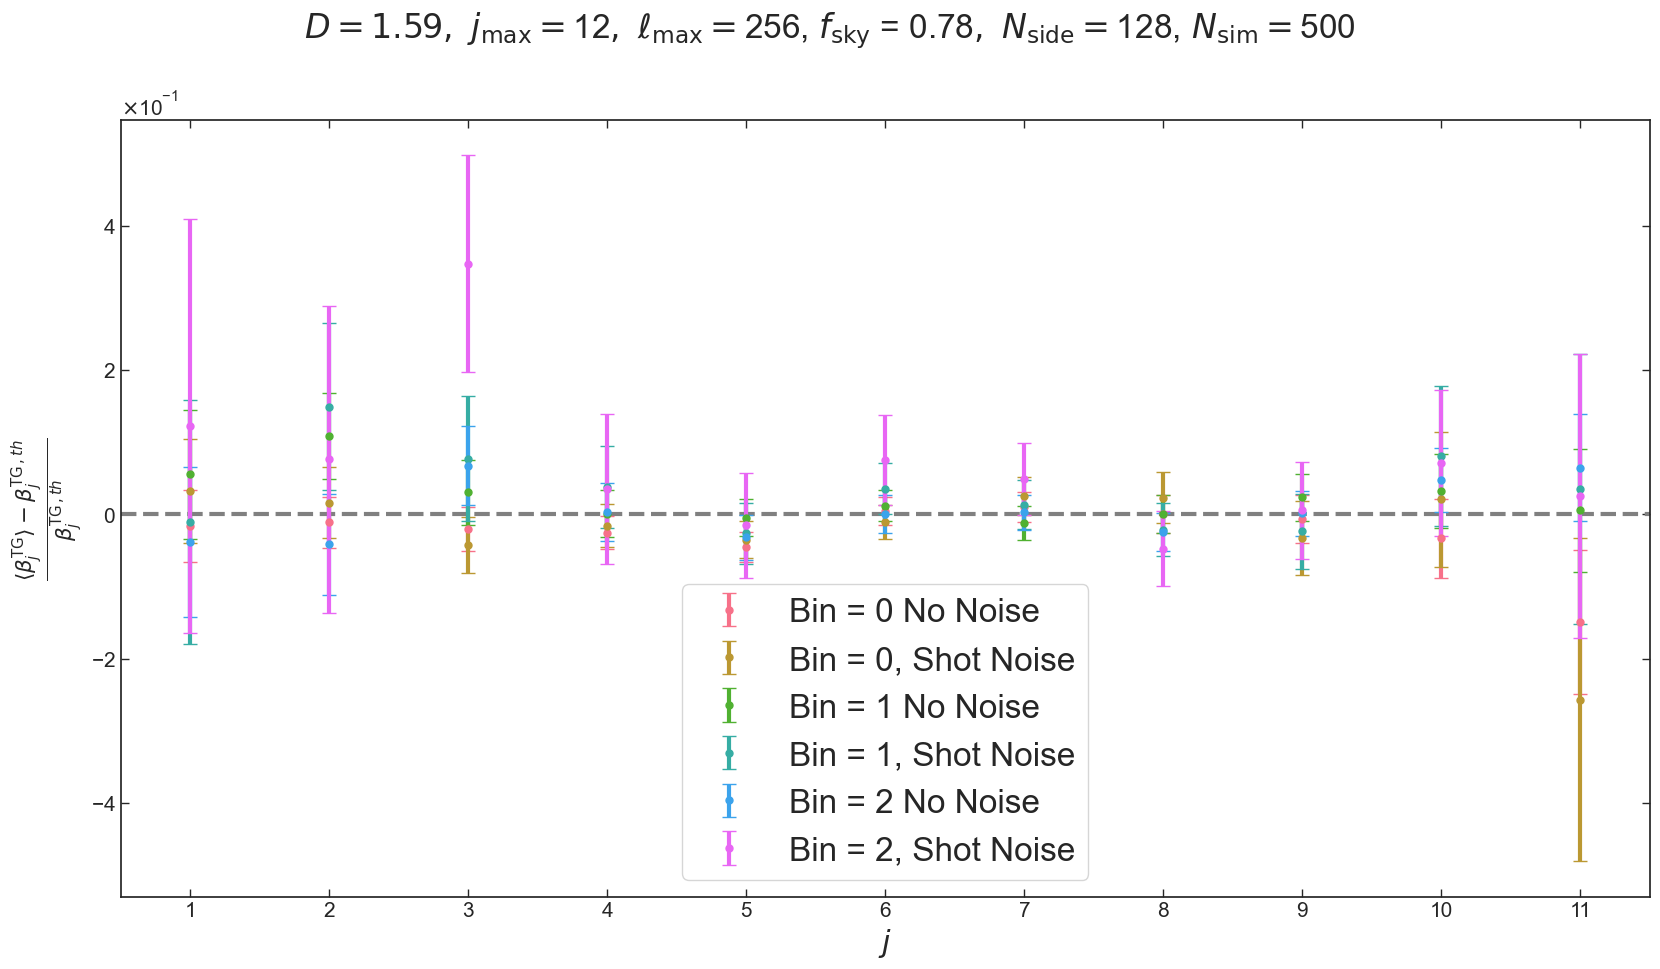 D = 1.59, j_max = 12, ℓ_max = 256, f_sky = 0.78, N_side = 128, N_sim = 500
×10⁻¹
4
2
0
−2
−4
⟨β_j^TG⟩ − β_j^{TG, th}
β_j^{TG, th}
Bin = 0 No Noise
Bin = 0, Shot Noise
Bin = 1 No Noise
Bin = 1, Shot Noise
Bin = 2 No Noise
Bin = 2, Shot Noise
1 2 3 4 5 6 7 8 9 10 11
j